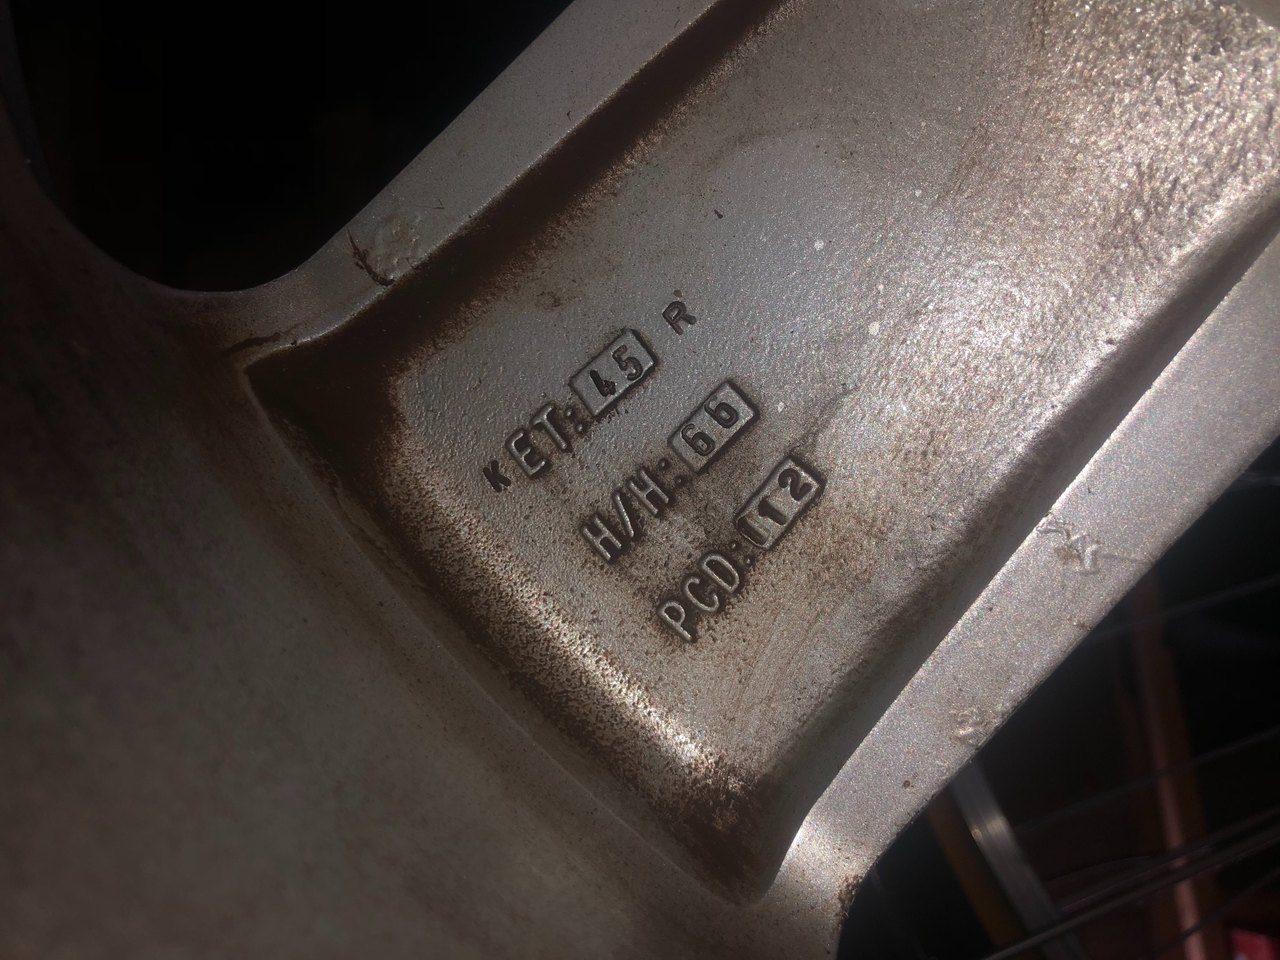 K ET: 45 R
H/H: 66
PCD: 112